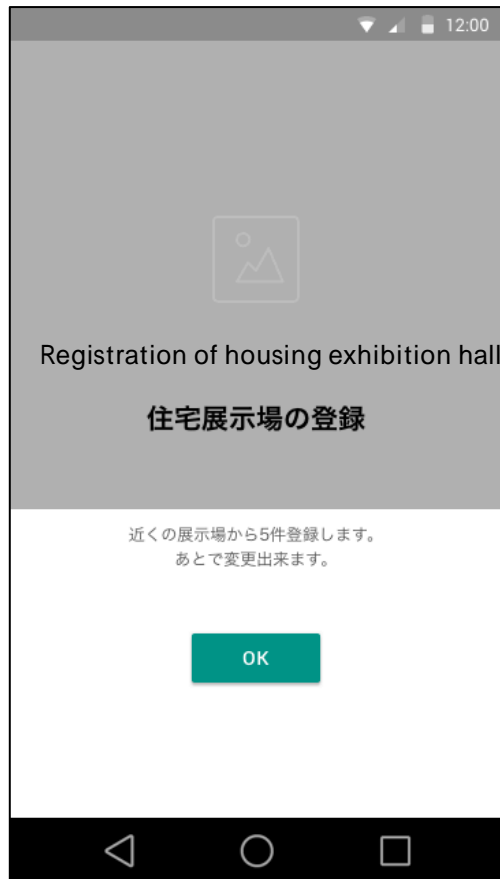 12:00
Registration of housing exhibition hall
住宅展示場の登録
近くの展示場から5件登録します。
あとで変更出来ます。
OK